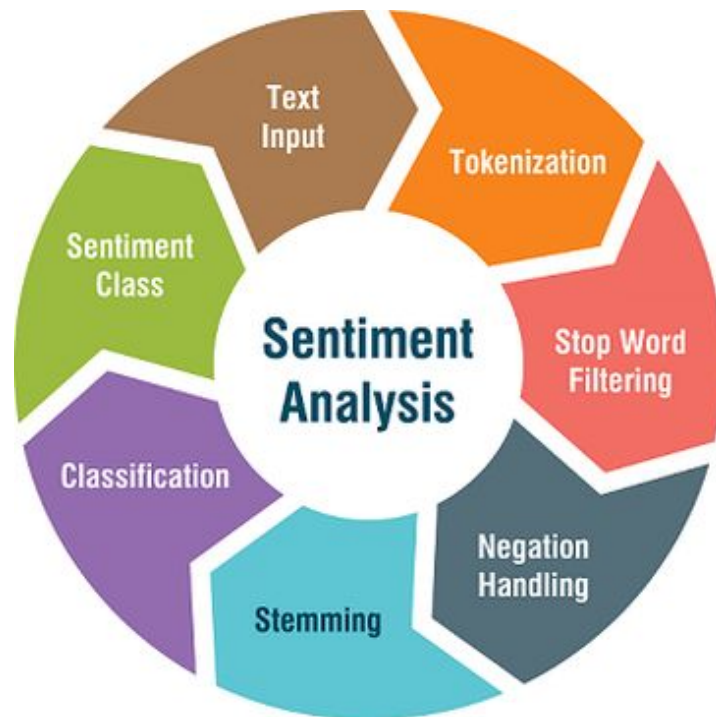 Text
Input
Tokenization
Stop Word
Filtering
Negation
Handling
Stemming
Classification
Sentiment
Class
Sentiment
Analysis